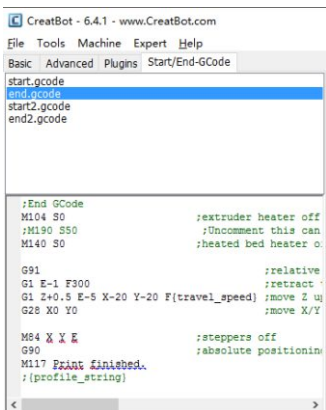 CreatBot - 6.4.1 - www.CreatBot.com
File Tools Machine Expert Help
Basic Advanced Plugins Start/End-GCode
start.gcode
end.gcode
start2.gcode
end2.gcode
;End GCode
M104 S0 ;extruder heater off
;M190 S50 ;Uncomment this can
M140 S0 ;heated bed heater o
G91 ;relative
G1 E-1 F300 ;retract
G1 Z+0.5 E-5 X-20 Y-20 F{travel_speed} ;move Z u
G28 X0 Y0 ;move X/Y
M84 X Y E ;steppers off
G90 ;absolute positionin
M117 Print finished.
;{profile_string}